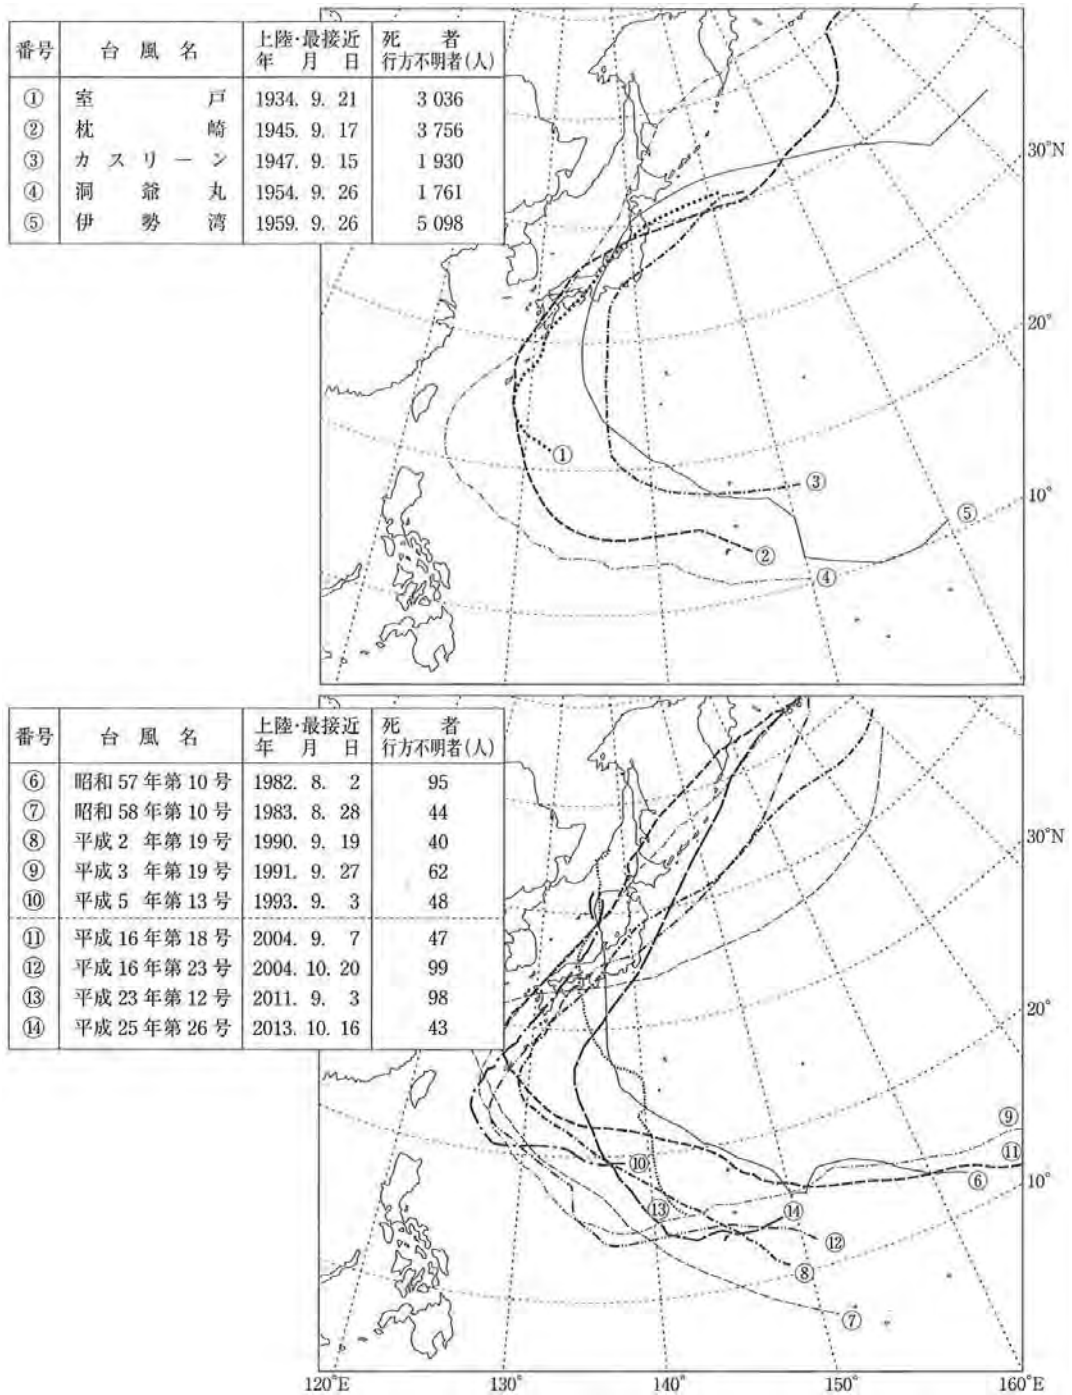 番号 台風名 上陸・最接近 年月日 死者 行方不明者(人)
① 室戸 1934. 9. 21 3 036
② 枕崎 1945. 9. 17 3 756
③ カスリーン 1947. 9. 15 1 930
④ 洞爺丸 1954. 9. 26 1 761
⑤ 伊勢湾 1959. 9. 26 5 098
30°N
20°
10°
①
③
⑤
②
④
番号 台風名 上陸・最接近 年月日 死者 行方不明者(人)
⑥ 昭和57年第10号 1982. 8. 2 95
⑦ 昭和58年第10号 1983. 8. 28 44
⑧ 平成2年第19号 1990. 9. 19 40
⑨ 平成3年第19号 1991. 9. 27 62
⑩ 平成5年第13号 1993. 9. 3 48
⑪ 平成16年第18号 2004. 9. 7 47
⑫ 平成16年第23号 2004. 10. 20 99
⑬ 平成23年第12号 2011. 9. 3 98
⑭ 平成25年第26号 2013. 10. 16 43
30°N
20°
⑨
⑪
⑩
⑥
10°
⑬
⑭
⑫
⑧
⑦
120°E 130° 140° 150° 160°E